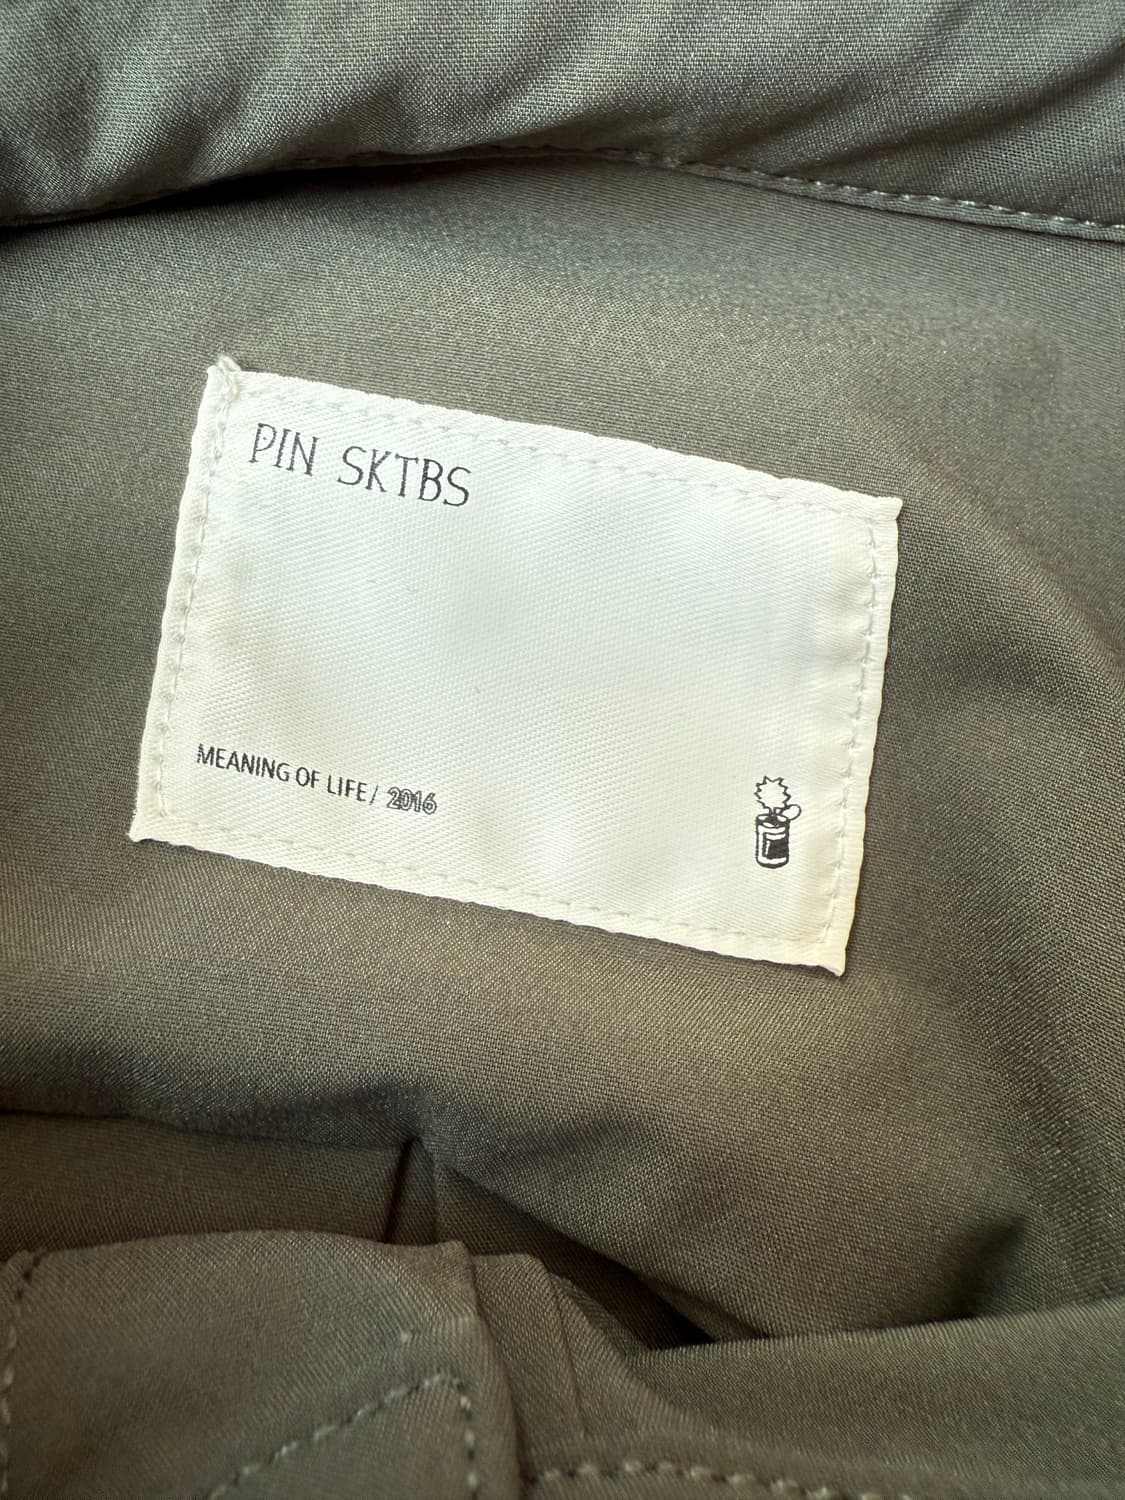 PIN SKTBS
MEANING OF LIFE/ 2016